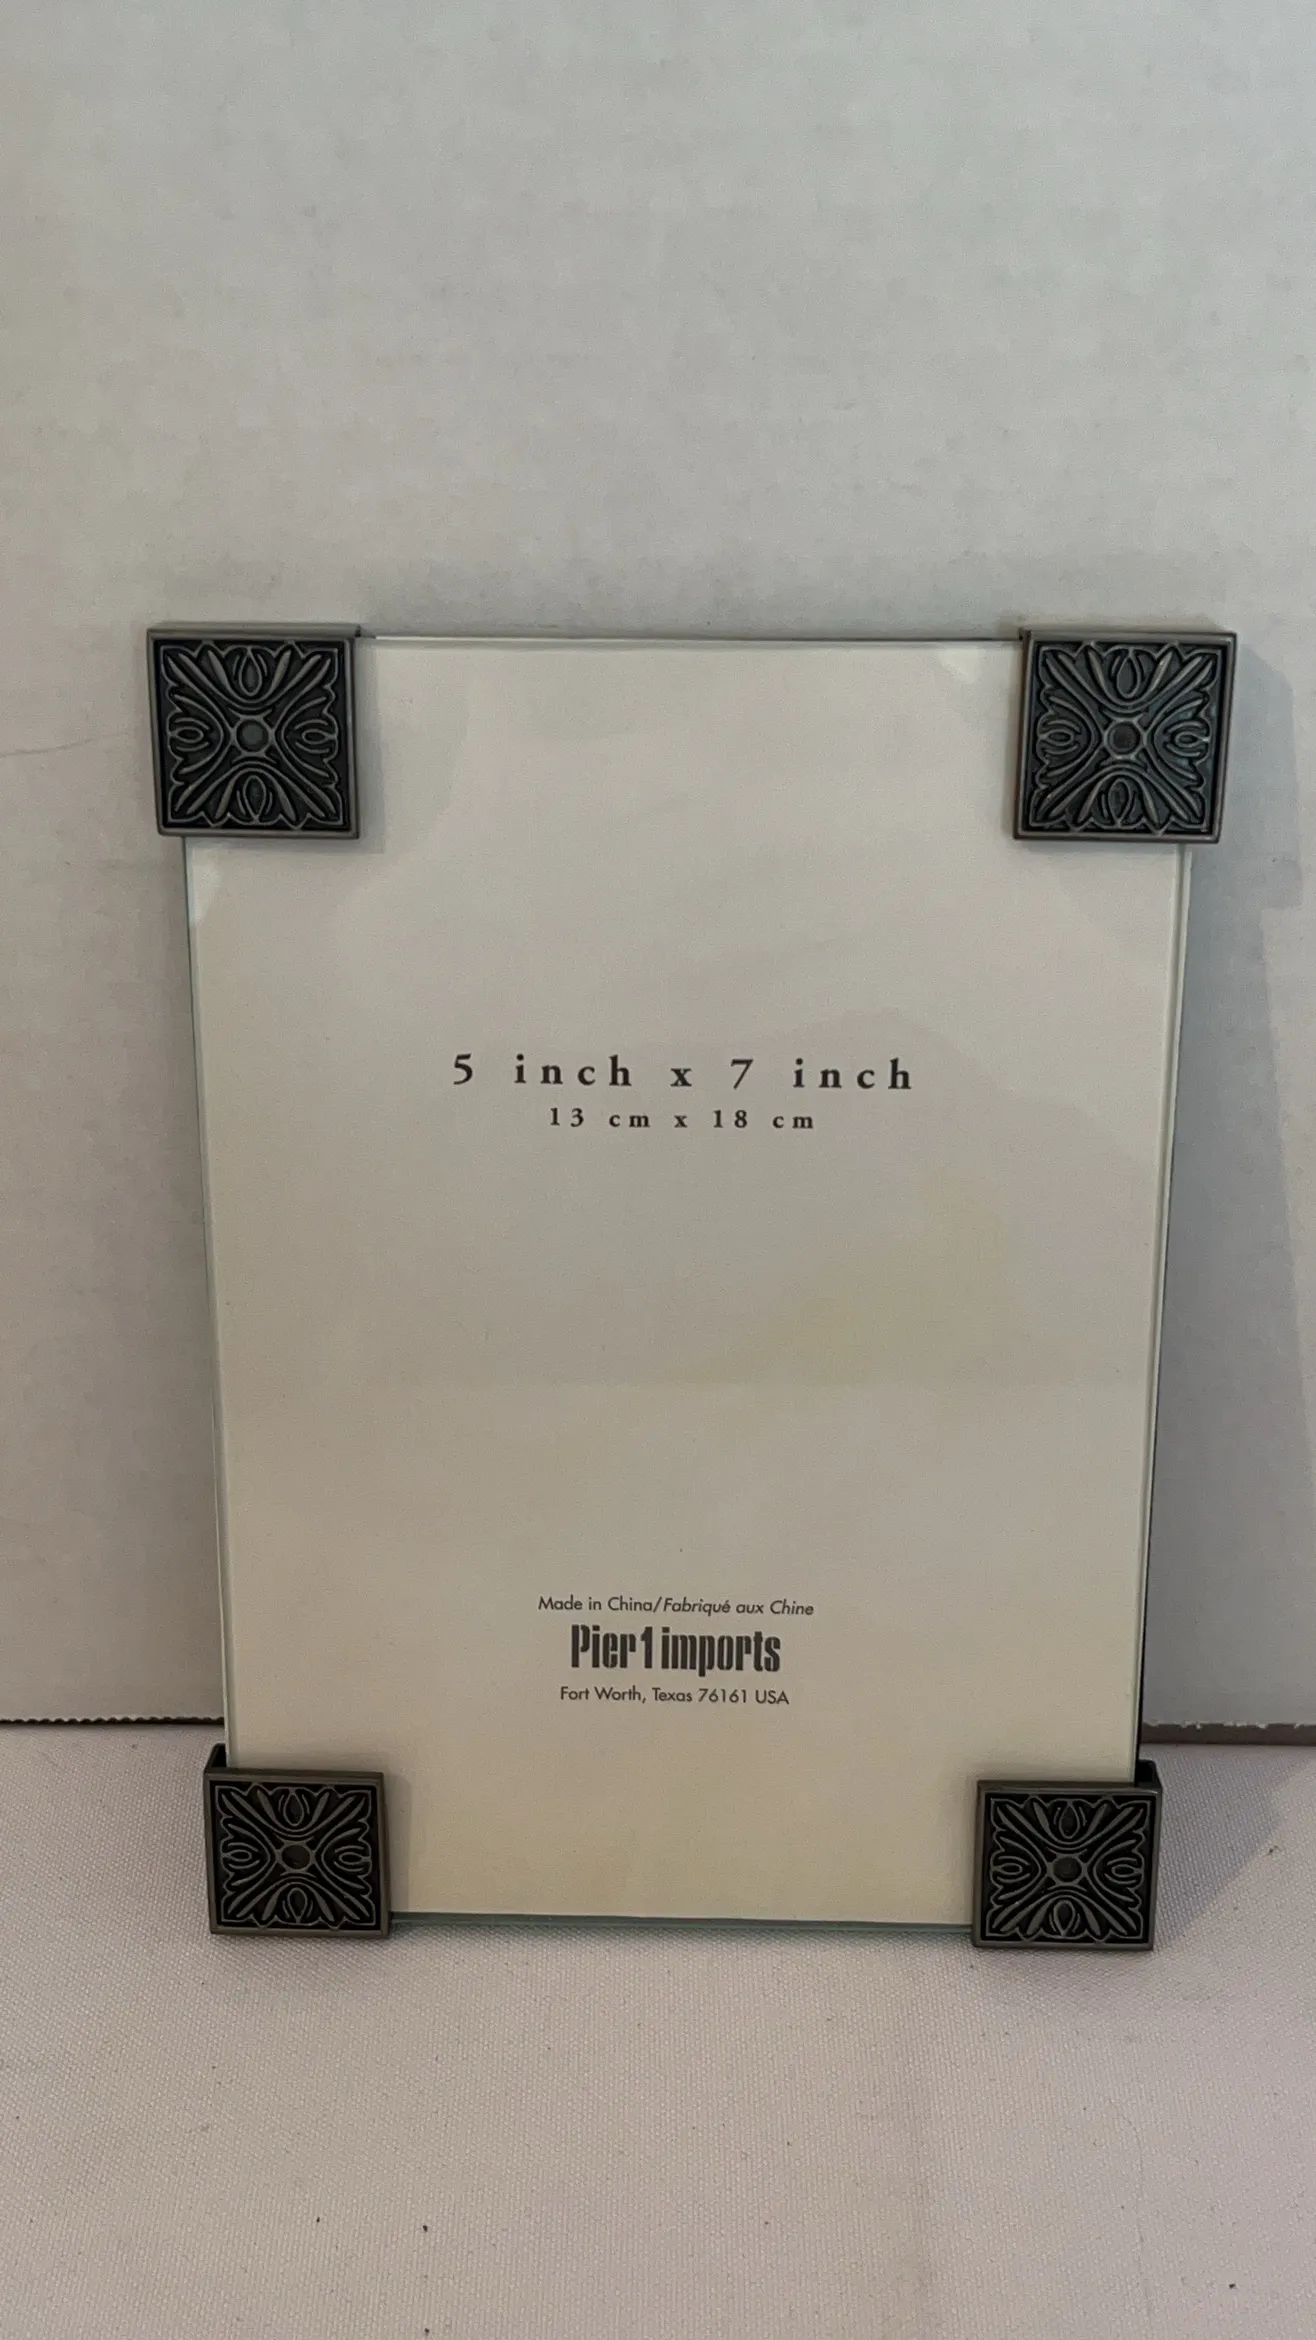 5 inch x 7 inch
13 cm x 18 cm
Made in China/Fabriqué aux Chine
Pier 1 imports
Fort Worth, Texas 76161 USA